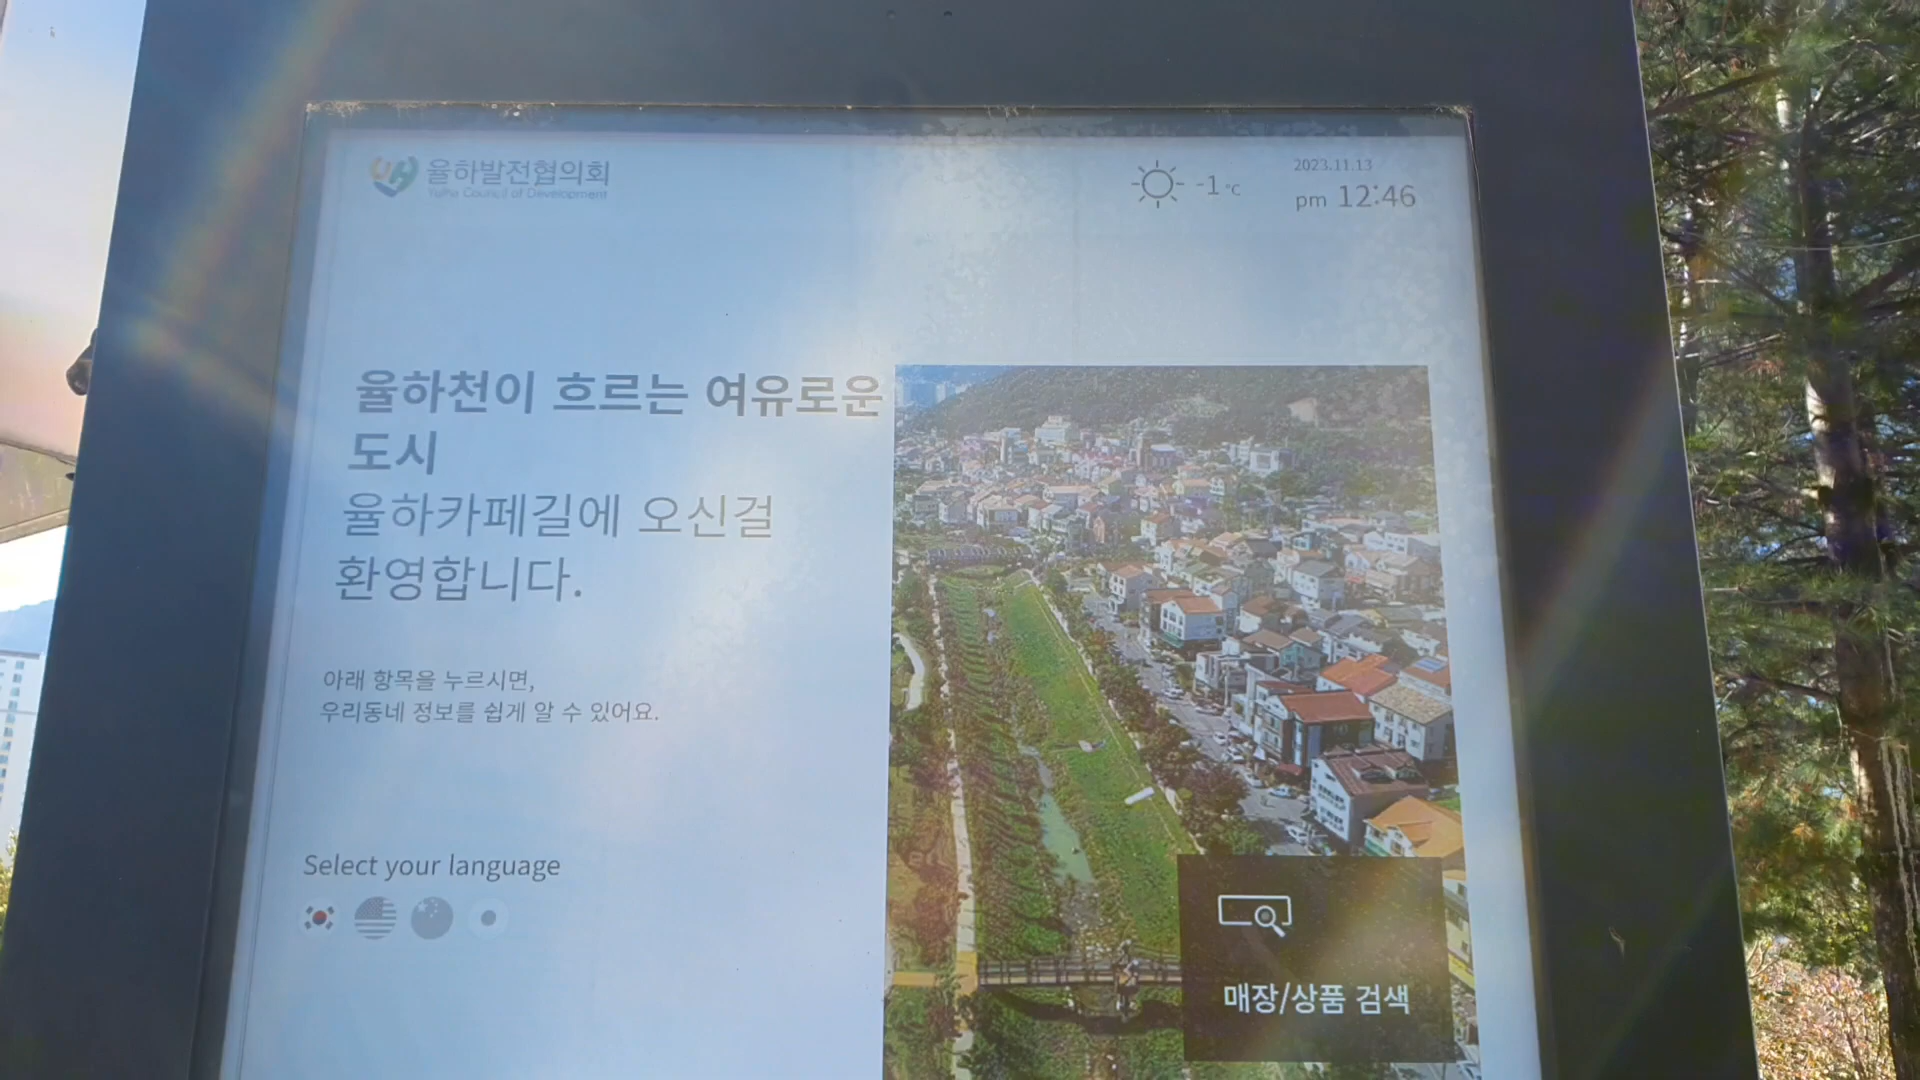 율하발전협의회
Yulha Council of Development
-1 °C
2023.11.13
pm 12:46
율하천이 흐르는 여유로운
도시
율하카페길에 오신걸
환영합니다.
아래 항목을 누르시면,
우리동네 정보를 쉽게 알 수 있어요.
Select your language
매장/상품 검색